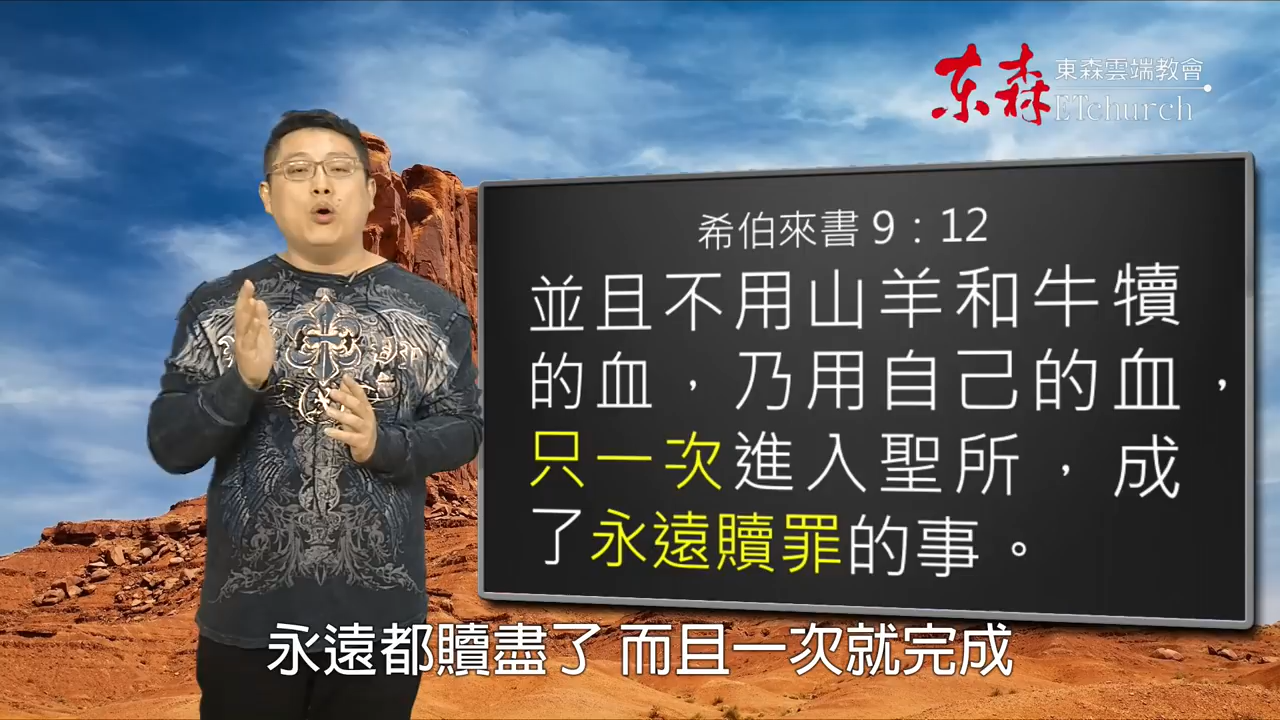 东森
東森雲端教會
ETchurch
希伯來書 9：12
並且不用山羊和牛犢
的血，乃用自己的血，
只一次進入聖所，成
了永遠贖罪的事。
永遠都贖盡了 而且一次就完成